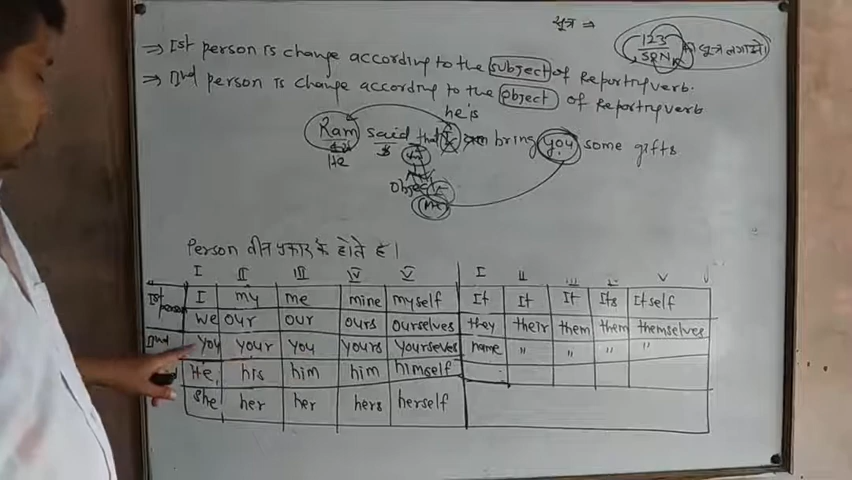 सूत्र ⇒
123
SON सूत्र लगायें
⇒ Ist person is change according to the subject of Reporting verb.
⇒ IInd person is change according to the object of Reporting verb
he is
Ram said that I bring you some gifts
He
Object
me
Person तीन प्रकार के होते हैं।
I II III IV V I II III IV V
Ist person I my me mine myself It It It Its Itself
we our our ours ourselves they their them them themselves
IInd you your you yours yourseves name " " " "
He his him him himself
she her her hers herself